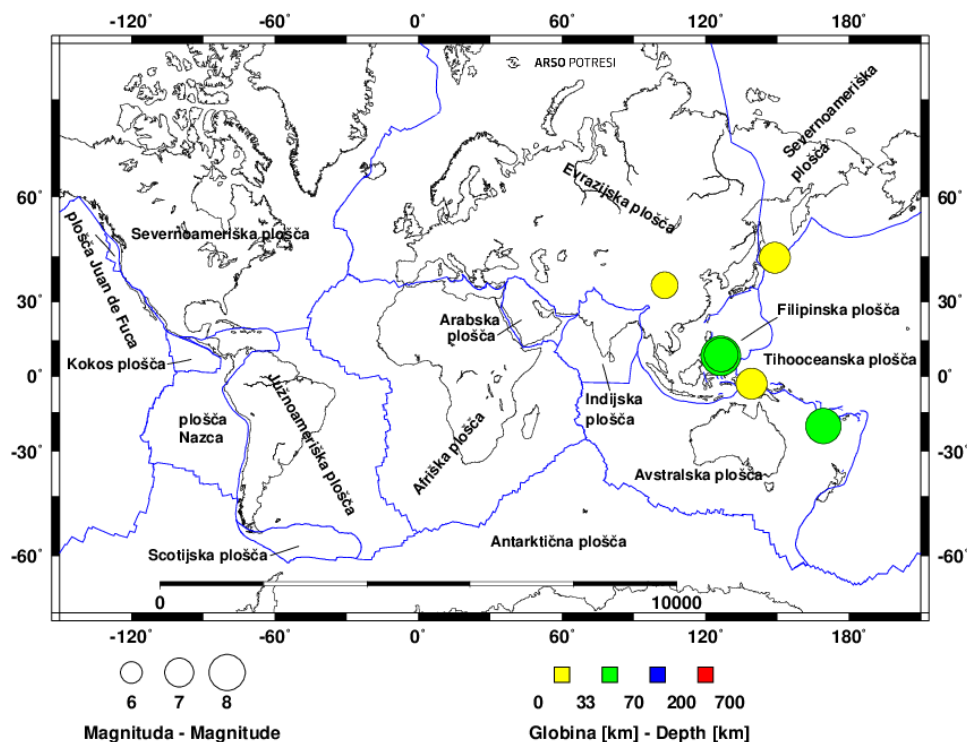 -120° -60° 0° 60° 120° 180°
ARSO POTRESI
Severnoameriška
plošča
Evrazijska plošča
60° 60°
plošča Juan de Fuca
Severnoameriška plošča
30° 30°
Filipinska plošča
Arabska
plošča
Kokos plošča
Tihooceanska plošča
0° 0°
Južnoameriška plošča
Indijska
plošča
plošča
Nazca
Afriška plošča
-30° -30°
Avstralska plošča
Antarktična plošča
Scotijska plošča
-60° -60°
0 10000
-120° -60° 0° 60° 120° 180°
6 7 8
0 33 70 200 700
Magnituda - Magnitude
Globina [km] - Depth [km]